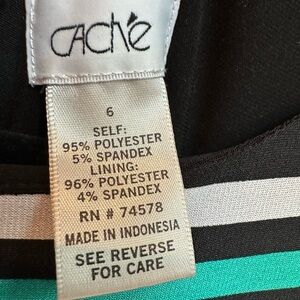 CAChé
6
SELF:
95% POLYESTER
5% SPANDEX
LINING:
96% POLYESTER
4% SPANDEX
RN # 74578
MADE IN INDONESIA
SEE REVERSE
FOR CARE